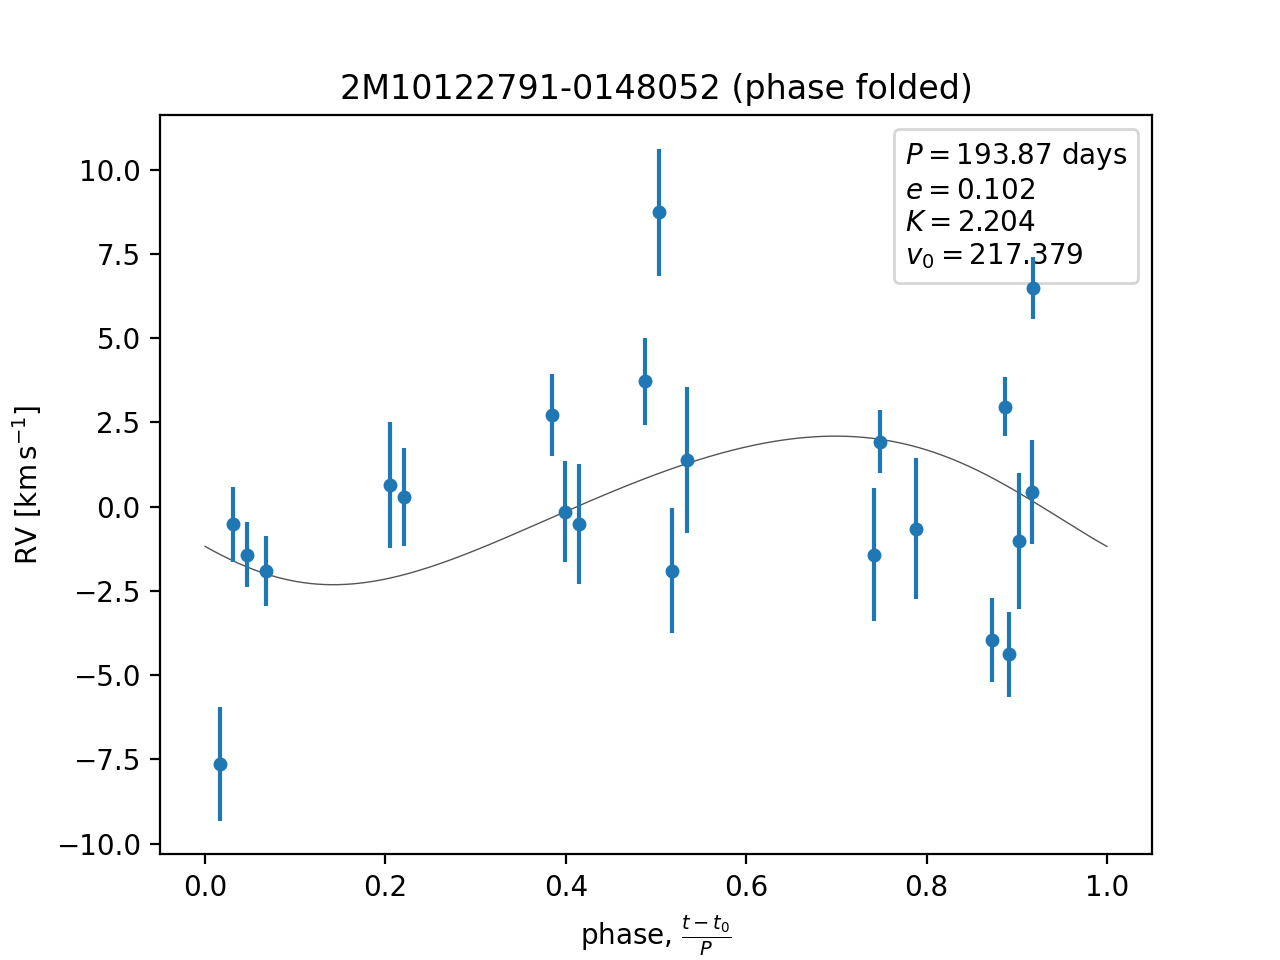 2M10122791-0148052 (phase folded)
P = 193.87 days
e = 0.102
K = 2.204
v₀ = 217.379
10.0
7.5
5.0
2.5
0.0
−2.5
−5.0
−7.5
−10.0
RV [km s⁻¹]
0.0 0.2 0.4 0.6 0.8 1.0
phase, (t − t₀)/P